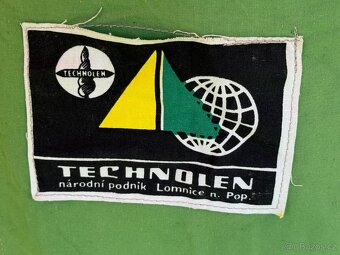 TECHNOLEN
TECHNOLEN
národní podnik Lomnice n. Pop.